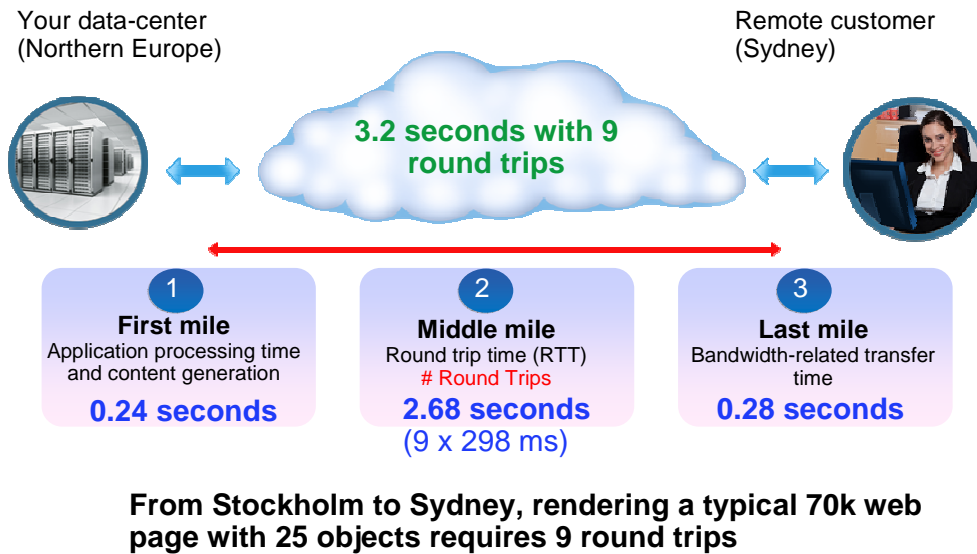 Your data-center
(Northern Europe)
Remote customer
(Sydney)
3.2 seconds with 9
round trips
1
First mile
Application processing time
and content generation
0.24 seconds
2
Middle mile
Round trip time (RTT)
# Round Trips
2.68 seconds
(9 x 298 ms)
3
Last mile
Bandwidth-related transfer
time
0.28 seconds
From Stockholm to Sydney, rendering a typical 70k web
page with 25 objects requires 9 round trips